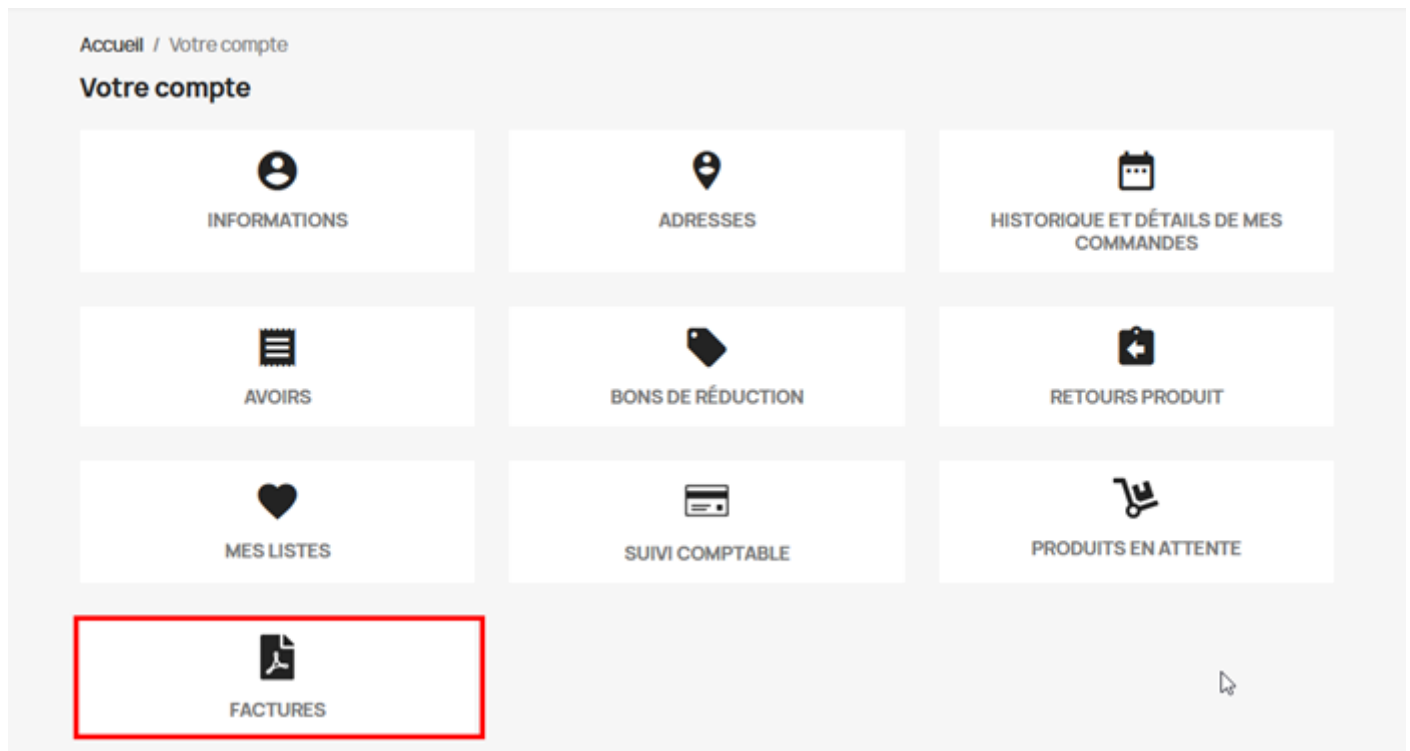 Accueil / Votre compte
Votre compte
INFORMATIONS
ADRESSES
HISTORIQUE ET DÉTAILS DE MES
COMMANDES
AVOIRS
BONS DE RÉDUCTION
RETOURS PRODUIT
MES LISTES
SUIVI COMPTABLE
PRODUITS EN ATTENTE
FACTURES